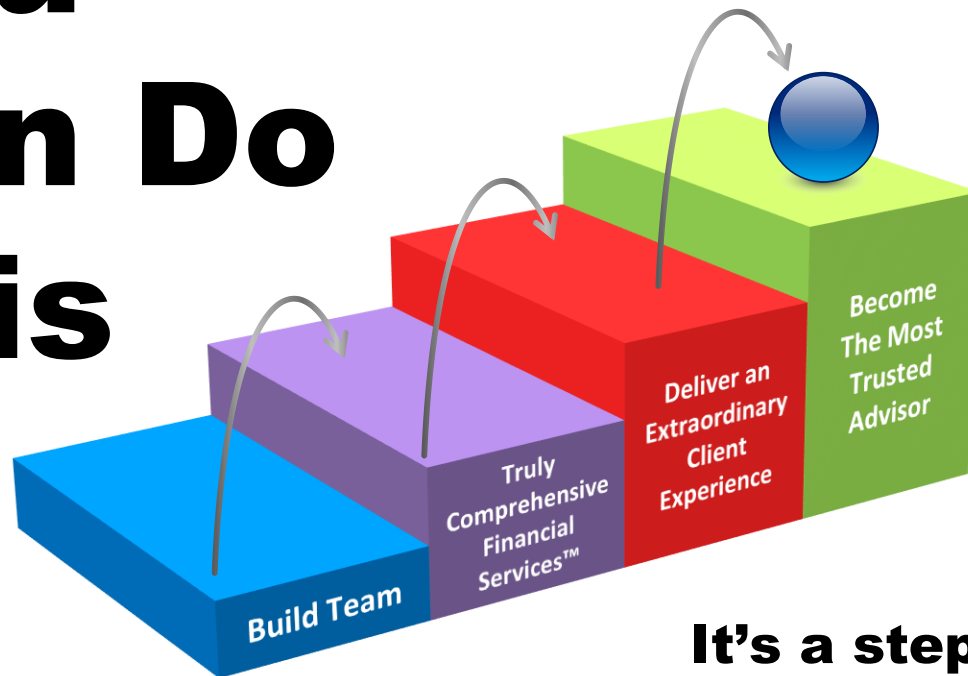 n Do
is
Become
The Most
Trusted
Advisor
Deliver an
Extraordinary
Client
Experience
Truly
Comprehensive
Financial
Services™
Build Team
It's a step